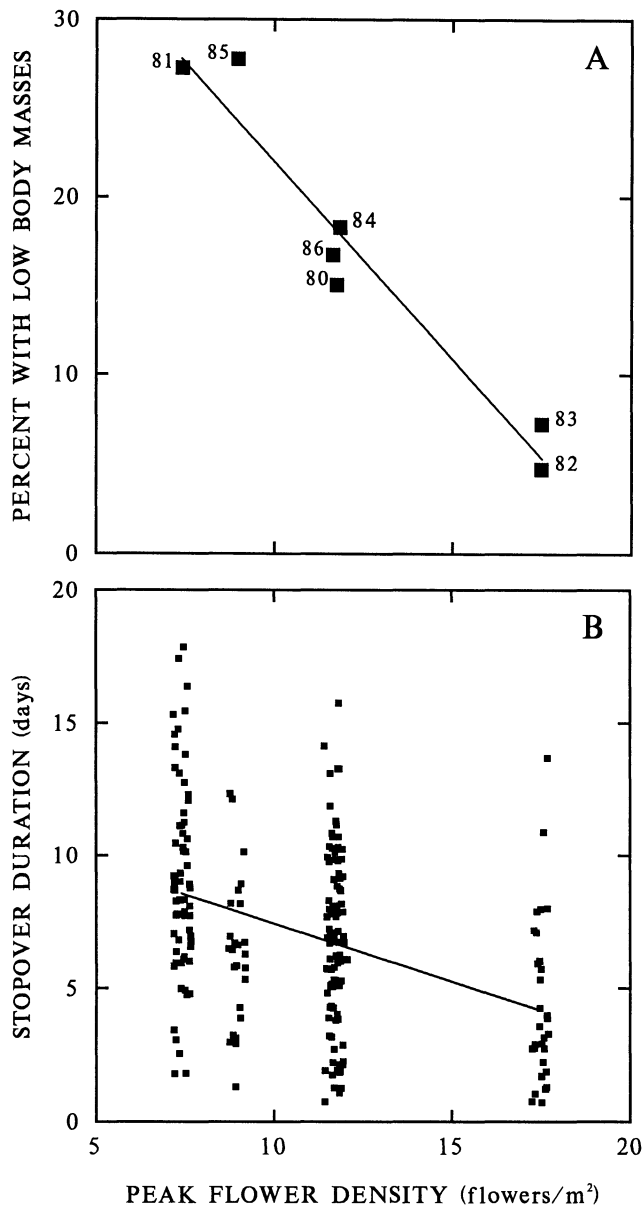 30
A
85
81
20
84
86
80
10
83
82
0
PERCENT WITH LOW BODY MASSES
20
B
15
10
5
0
STOPOVER DURATION (days)
5 10 15 20
PEAK FLOWER DENSITY (flowers/m²)